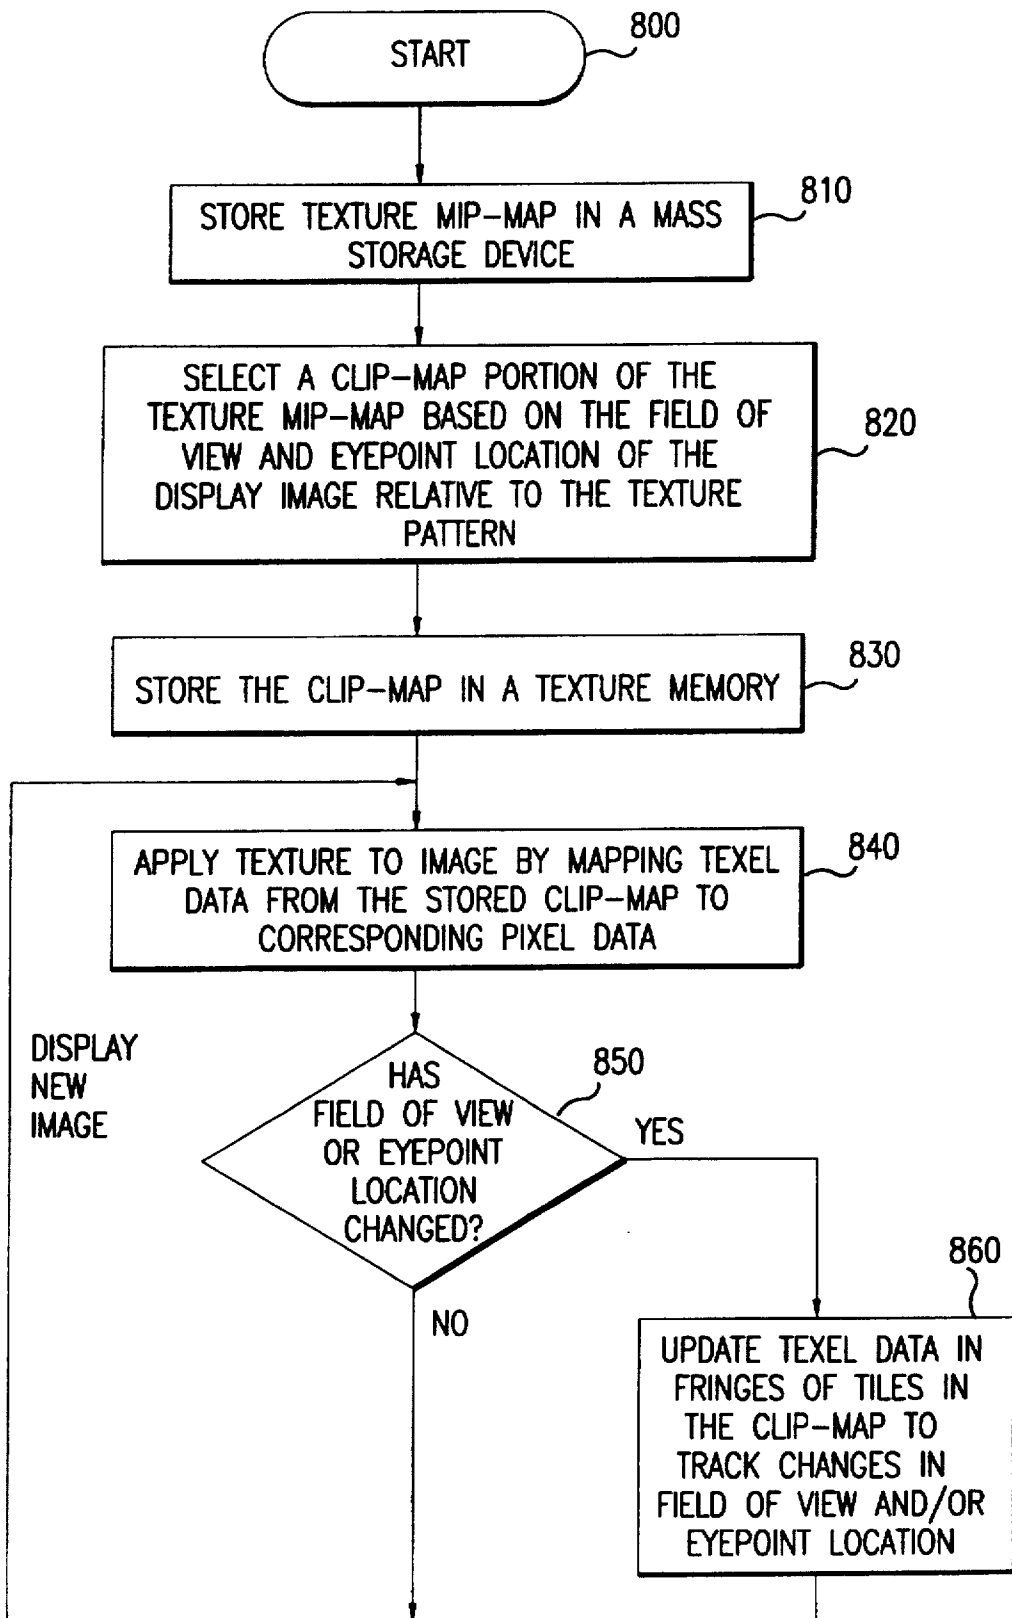 START
800
STORE TEXTURE MIP-MAP IN A MASS
STORAGE DEVICE
810
SELECT A CLIP-MAP PORTION OF THE
TEXTURE MIP-MAP BASED ON THE FIELD OF
VIEW AND EYEPOINT LOCATION OF THE
DISPLAY IMAGE RELATIVE TO THE TEXTURE
PATTERN
820
STORE THE CLIP-MAP IN A TEXTURE MEMORY
830
APPLY TEXTURE TO IMAGE BY MAPPING TEXEL
DATA FROM THE STORED CLIP-MAP TO
CORRESPONDING PIXEL DATA
840
DISPLAY
NEW
IMAGE
HAS
FIELD OF VIEW
OR EYEPOINT
LOCATION
CHANGED?
850
YES
NO
860
UPDATE TEXEL DATA IN
FRINGES OF TILES IN
THE CLIP-MAP TO
TRACK CHANGES IN
FIELD OF VIEW AND/OR
EYEPOINT LOCATION